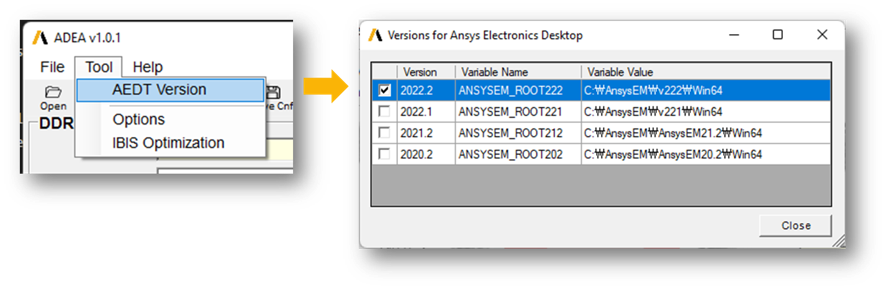 ADEA v1.0.1
File Tool Help
AEDT Version
Open
ve Cnf
DDR
Options
IBIS Optimization
Versions for Ansys Electronics Desktop
Version Variable Name Variable Value
2022.2 ANSYSEM_ROOT222 C:₩AnsysEM₩v222₩Win64
2022.1 ANSYSEM_ROOT221 C:₩AnsysEM₩v221₩Win64
2021.2 ANSYSEM_ROOT212 C:₩AnsysEM₩AnsysEM21.2₩Win64
2020.2 ANSYSEM_ROOT202 C:₩AnsysEM₩AnsysEM20.2₩Win64
Close